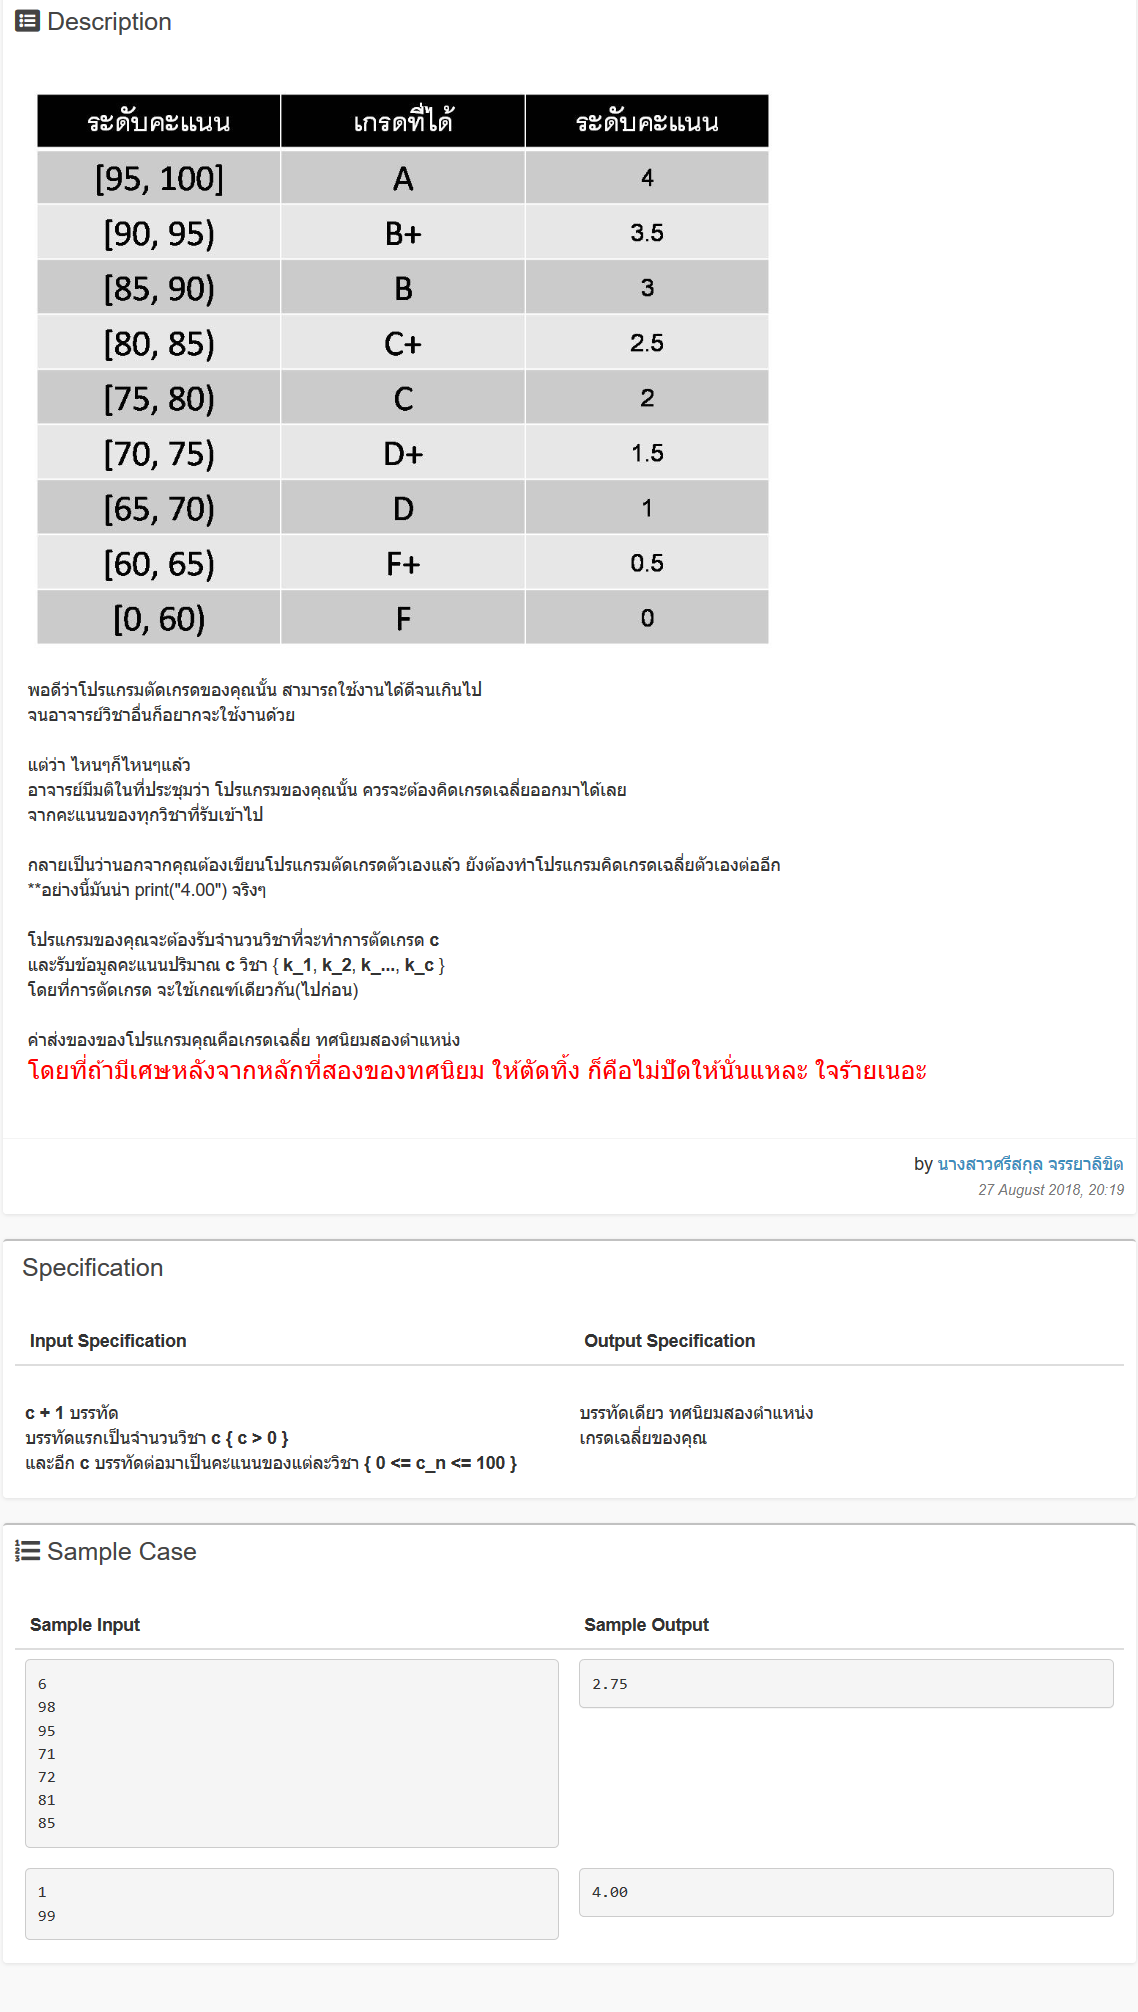 Description
ระดับคะแนน เกรดที่ได้ ระดับคะแนน
[95, 100] A 4
[90, 95) B+ 3.5
[85, 90) B 3
[80, 85) C+ 2.5
[75, 80) C 2
[70, 75) D+ 1.5
[65, 70) D 1
[60, 65) F+ 0.5
[0, 60) F 0
พอดีว่าโปรแกรมตัดเกรดของคุณนั้น สามารถใช้งานได้ดีจนเกินไป
จนอาจารย์วิชาอื่นก็อยากจะใช้งานด้วย
แต่ว่า ไหนๆก็ไหนๆแล้ว
อาจารย์มีมติในที่ประชุมว่า โปรแกรมของคุณนั้น ควรจะต้องคิดเกรดเฉลี่ยออกมาได้เลย
จากคะแนนของทุกวิชาที่รับเข้าไป
กลายเป็นว่านอกจากคุณต้องเขียนโปรแกรมตัดเกรดตัวเองแล้ว ยังต้องทำโปรแกรมคิดเกรดเฉลี่ยตัวเองต่ออีก
**อย่างนี้มันน่า print("4.00") จริงๆ
โปรแกรมของคุณจะต้องรับจำนวนวิชาที่จะทำการตัดเกรด c
และรับข้อมูลคะแนนปริมาณ c วิชา { k_1, k_2, k_..., k_c }
โดยที่การตัดเกรด จะใช้เกณฑ์เดียวกัน(ไปก่อน)
ค่าส่งของของโปรแกรมคุณคือเกรดเฉลี่ย ทศนิยมสองตำแหน่ง
โดยที่ถ้ามีเศษหลังจากหลักที่สองของทศนิยม ให้ตัดทิ้ง ก็คือไม่ปัดให้นั่นแหละ ใจร้ายเนอะ
by นางสาวศรีสกุล จรรยาลิขิต
27 August 2018, 20:19
Specification
Input Specification Output Specification
c + 1 บรรทัด บรรทัดเดียว ทศนิยมสองตำแหน่ง
บรรทัดแรกเป็นจำนวนวิชา c { c > 0 } เกรดเฉลี่ยของคุณ
และอีก c บรรทัดต่อมาเป็นคะแนนของแต่ละวิชา { 0 <= c_n <= 100 }
Sample Case
Sample Input Sample Output
6 2.75
98
95
71
72
81
85
1 4.00
99